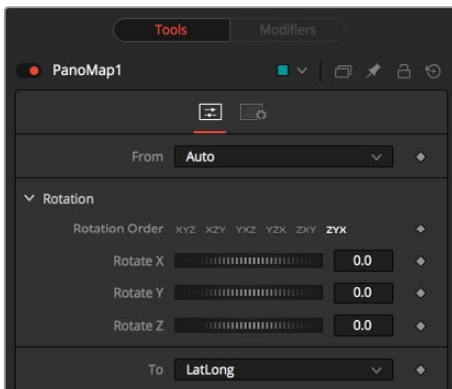 Tools Modifiers
PanoMap1
From Auto
Rotation
Rotation Order XYZ XZY YXZ YZX ZXY ZYX
Rotate X 0.0
Rotate Y 0.0
Rotate Z 0.0
To LatLong